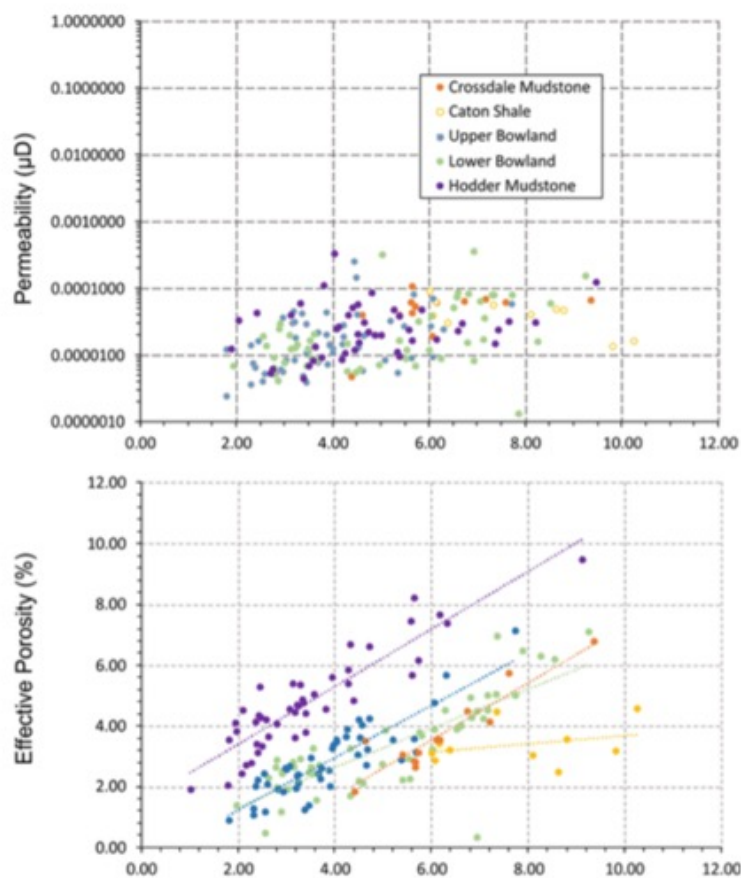 1.0000000
0.1000000
0.0100000
0.0010000
0.0001000
0.0000100
0.0000010
Permeability (µD)
Crossdale Mudstone
Caton Shale
Upper Bowland
Lower Bowland
Hodder Mudstone
0.00 2.00 4.00 6.00 8.00 10.00 12.00
12.00
10.00
8.00
6.00
4.00
2.00
0.00
Effective Porosity (%)
0.00 2.00 4.00 6.00 8.00 10.00 12.00